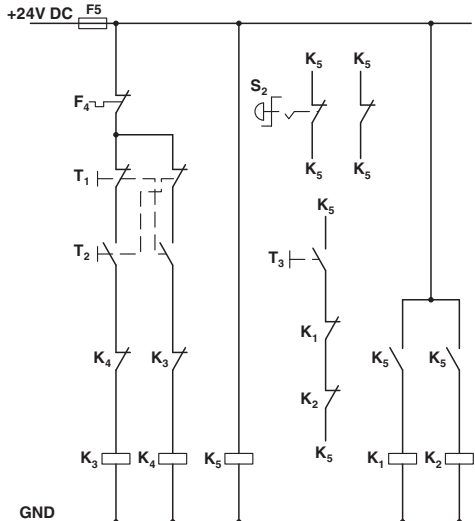 +24V DC F5
K5 K5
S2
F4
K5 K5
T1
K5
T2 T3
K1
K4 K3 K5 K5
K2
K5
K3 K4 K5 K1 K2
GND